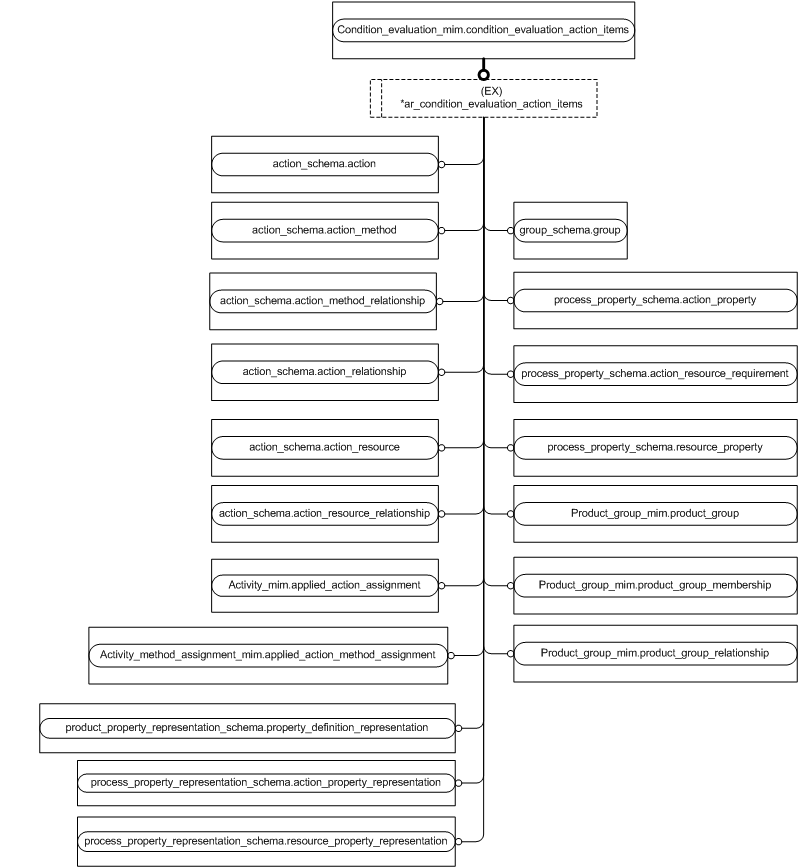 Condition_evaluation_mim.condition_evaluation_action_items
(EX)
*ar_condition_evaluation_action_items
action_schema.action
action_schema.action_method
group_schema.group
action_schema.action_method_relationship
process_property_schema.action_property
action_schema.action_relationship
process_property_schema.action_resource_requirement
action_schema.action_resource
process_property_schema.resource_property
action_schema.action_resource_relationship
Product_group_mim.product_group
Activity_mim.applied_action_assignment
Product_group_mim.product_group_membership
Activity_method_assignment_mim.applied_action_method_assignment
Product_group_mim.product_group_relationship
product_property_representation_schema.property_definition_representation
process_property_representation_schema.action_property_representation
process_property_representation_schema.resource_property_representation